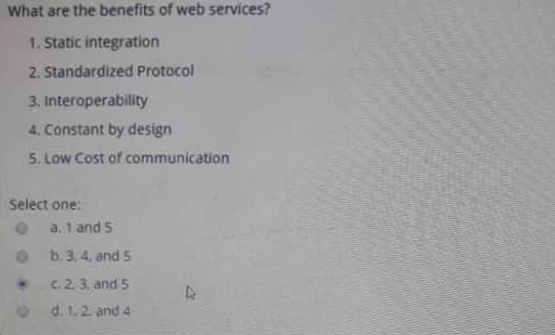 What are the benefits of web services?
1. Static integration
2. Standardized Protocol
3. Interoperability
4. Constant by design
5. Low Cost of communication
Select one:
a. 1 and 5
b. 3, 4, and 5
c. 2, 3, and 5
d. 1, 2, and 4